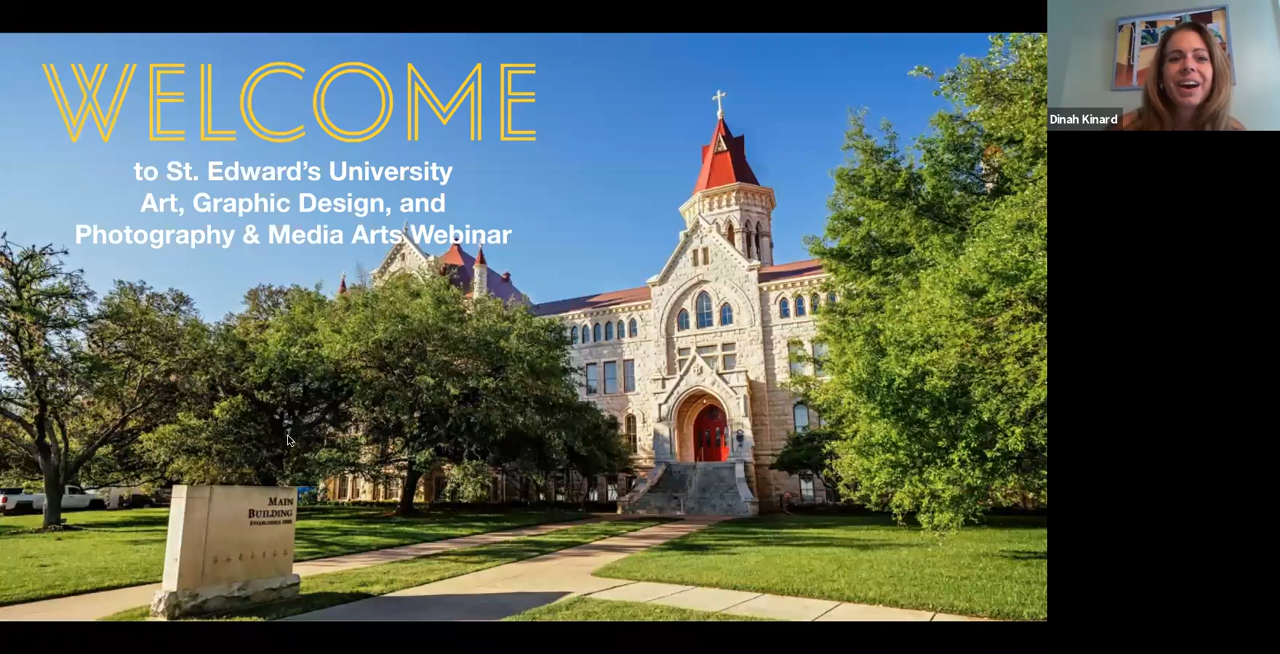 WELCOME
to St. Edward's University
Art, Graphic Design, and
Photography & Media Arts Webinar
Dinah Kinard
MAIN
BUILDING